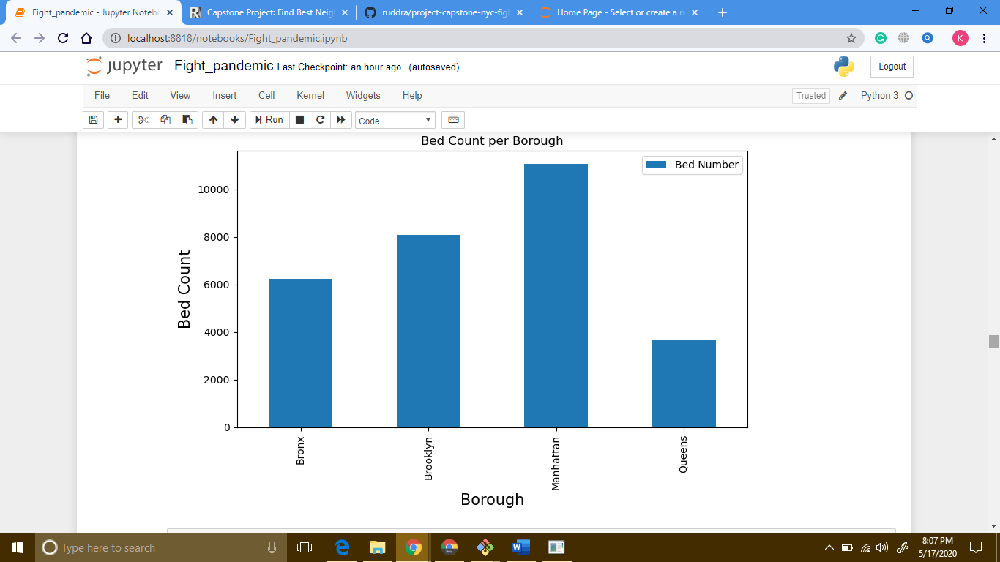 Fight_pandemic - Jupyter Notebo
Capstone Project: Find Best Neig
ruddra/project-capstone-nyc-fig
Home Page - Select or create a n
localhost:8818/notebooks/Fight_pandemic.ipynb
K
jupyter Fight_pandemic Last Checkpoint: an hour ago (autosaved)
Logout
File Edit View Insert Cell Kernel Widgets Help
Trusted
Python 3
Run
Code
Bed Count per Borough
Bed Number
10000
8000
6000
4000
2000
0
Bed Count
Bronx
Brooklyn
Manhattan
Queens
Borough
Type here to search
8:07 PM
5/17/2020